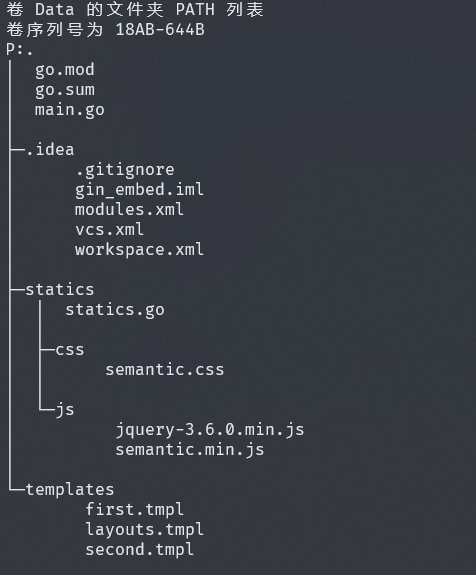 卷 Data 的文件夹 PATH 列表
卷序列号为 18AB-644B
P:.
│  go.mod
│  go.sum
│  main.go
│
├─.idea
│      .gitignore
│      gin_embed.iml
│      modules.xml
│      vcs.xml
│      workspace.xml
│
├─statics
│  │  statics.go
│  │
│  ├─css
│  │      semantic.css
│  │
│  └─js
│          jquery-3.6.0.min.js
│          semantic.min.js
│
└─templates
        first.tmpl
        layouts.tmpl
        second.tmpl